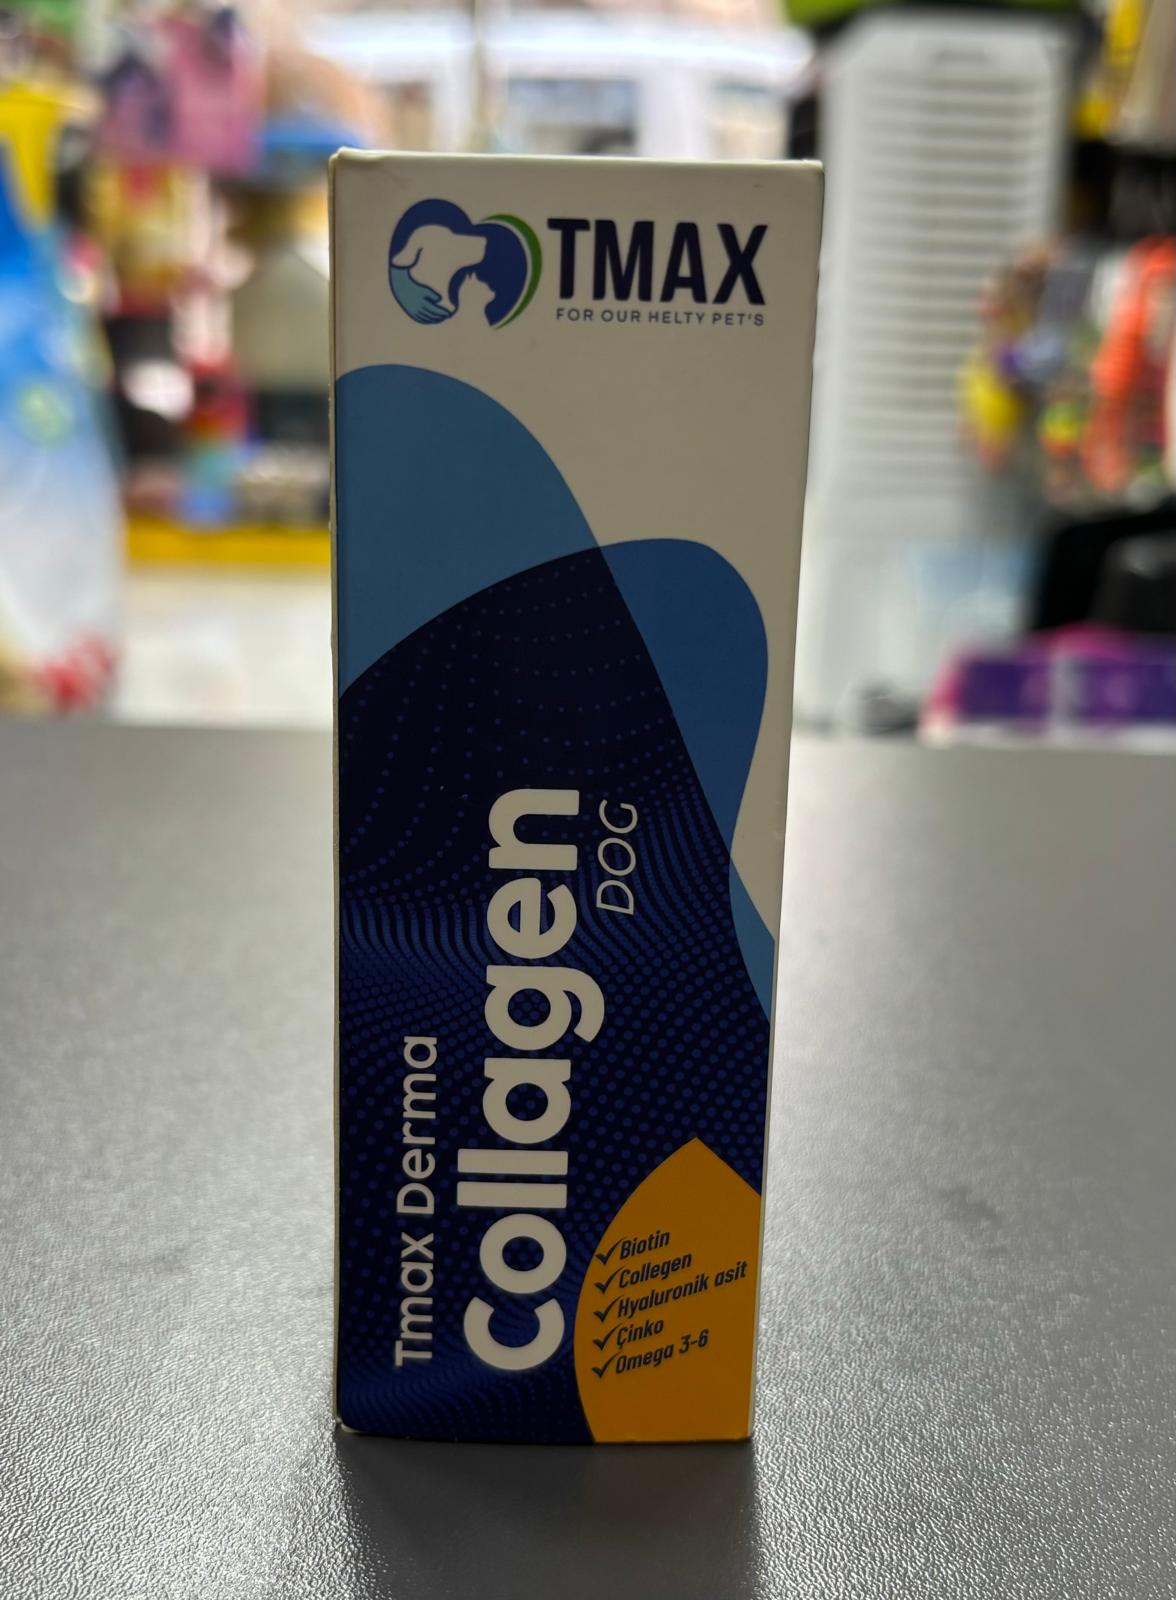 TMAX
FOR OUR HELTY PET'S
Tmax Derma
Collagen
DOG
Biotin
Collegen
Hyaluronik asit
Çinko
Omega 3-6